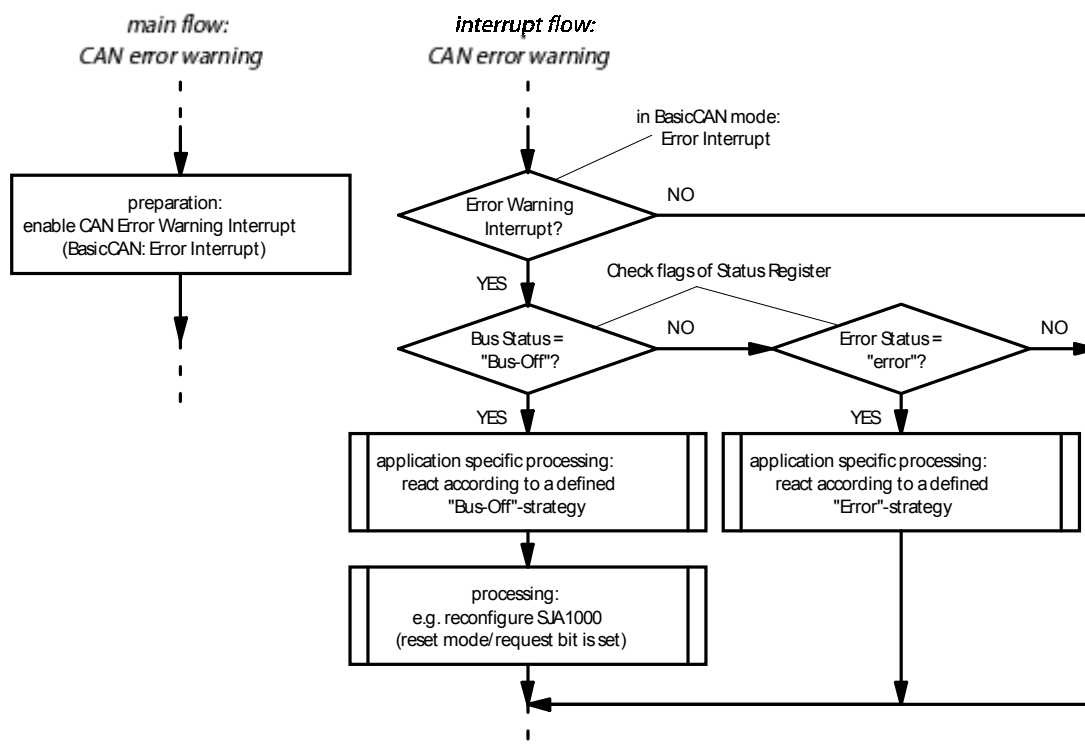 main flow:
CAN error warning
interrupt flow:
CAN error warning
in BasicCAN mode:
Error Interrupt
preparation:
enable CAN Error Warning Interrupt
(BasicCAN: Error Interrupt)
Error Warning
Interrupt?
NO
YES
Check flags of Status Register
Bus Status =
"Bus-Off"?
NO
Error Status =
"error"?
NO
YES
YES
application specific processing:
react according to a defined
"Bus-Off"-strategy
application specific processing:
react according to a defined
"Error"-strategy
processing:
e.g. reconfigure SJA1000
(reset mode/request bit is set)